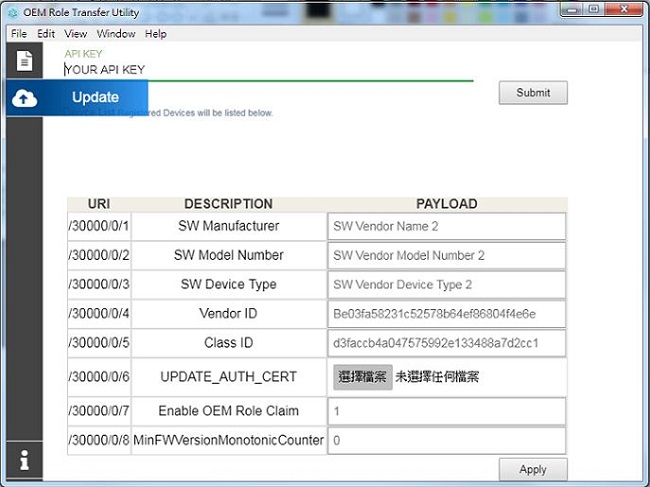 OEM Role Transfer Utility
File Edit View Window Help
API KEY
YOUR API KEY
Update
Submit
Registered Devices will be listed below.
URI DESCRIPTION PAYLOAD
/30000/0/1 SW Manufacturer SW Vendor Name 2
/30000/0/2 SW Model Number SW Vendor Model Number 2
/30000/0/3 SW Device Type SW Vendor Device Type 2
/30000/0/4 Vendor ID Be03fa58231c52578b64ef86804f4e6e
/30000/0/5 Class ID d3faccb4a047575992e133488a7d2cc1
/30000/0/6 UPDATE_AUTH_CERT 選擇檔案 未選擇任何檔案
/30000/0/7 Enable OEM Role Claim 1
/30000/0/8 MinFWVersionMonotonicCounter 0
Apply